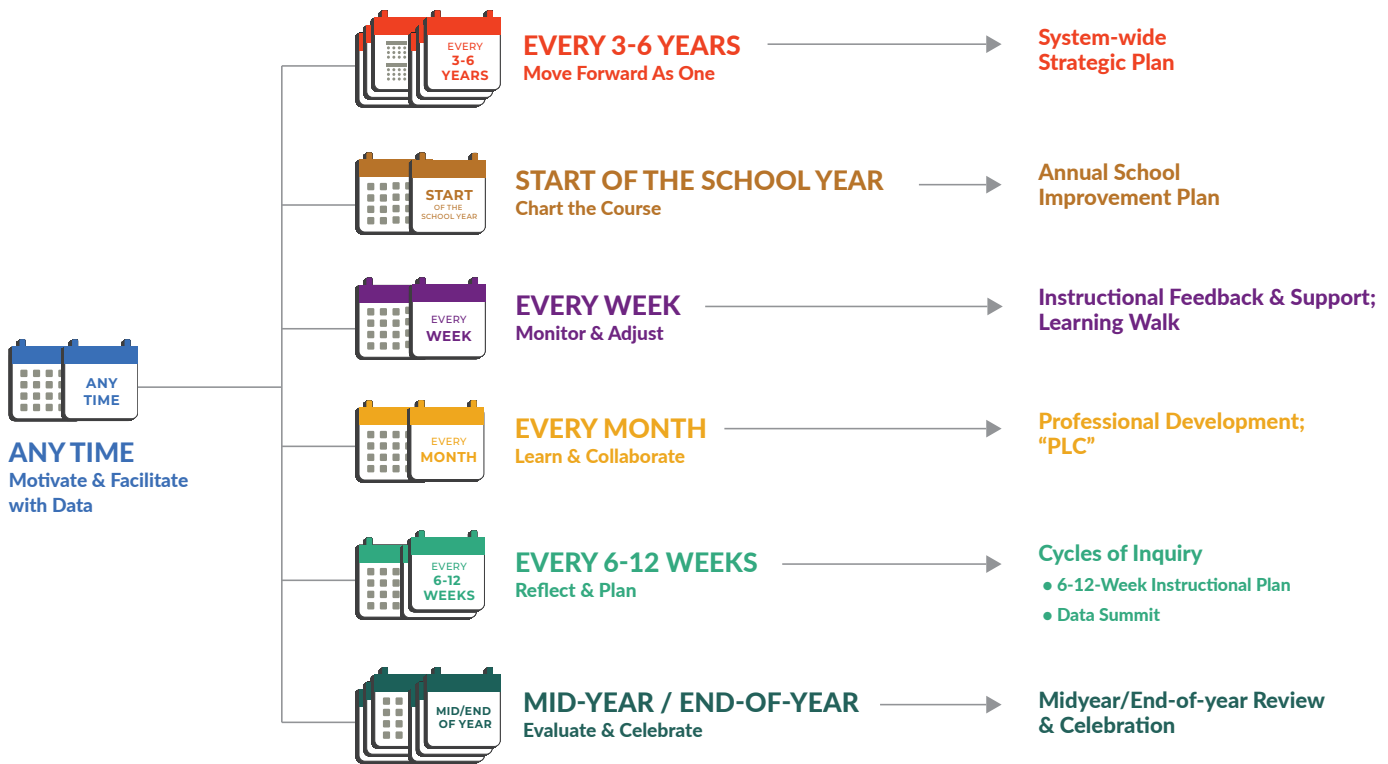 EVERY
3-6
YEARS
EVERY 3-6 YEARS
Move Forward As One
System-wide
Strategic Plan
START
OF THE
SCHOOL YEAR
START OF THE SCHOOL YEAR
Chart the Course
Annual School
Improvement Plan
EVERY
WEEK
EVERY WEEK
Monitor & Adjust
Instructional Feedback & Support;
Learning Walk
ANY
TIME
ANY TIME
Motivate & Facilitate
with Data
EVERY
MONTH
EVERY MONTH
Learn & Collaborate
Professional Development;
“PLC”
EVERY
6-12
WEEKS
EVERY 6-12 WEEKS
Reflect & Plan
Cycles of Inquiry
• 6-12-Week Instructional Plan
• Data Summit
MID/END
OF YEAR
MID-YEAR / END-OF-YEAR
Evaluate & Celebrate
Midyear/End-of-year Review
& Celebration